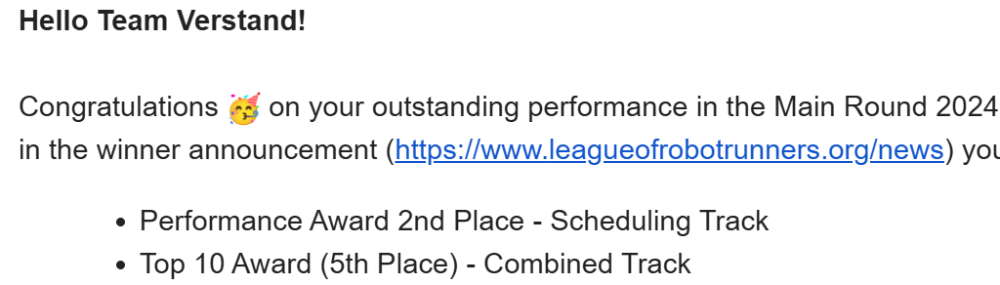 Hello Team Verstand!
Congratulations 🥳 on your outstanding performance in the Main Round 2024
in the winner announcement (https://www.leagueofrobotrunners.org/news) you
• Performance Award 2nd Place - Scheduling Track
• Top 10 Award (5th Place) - Combined Track